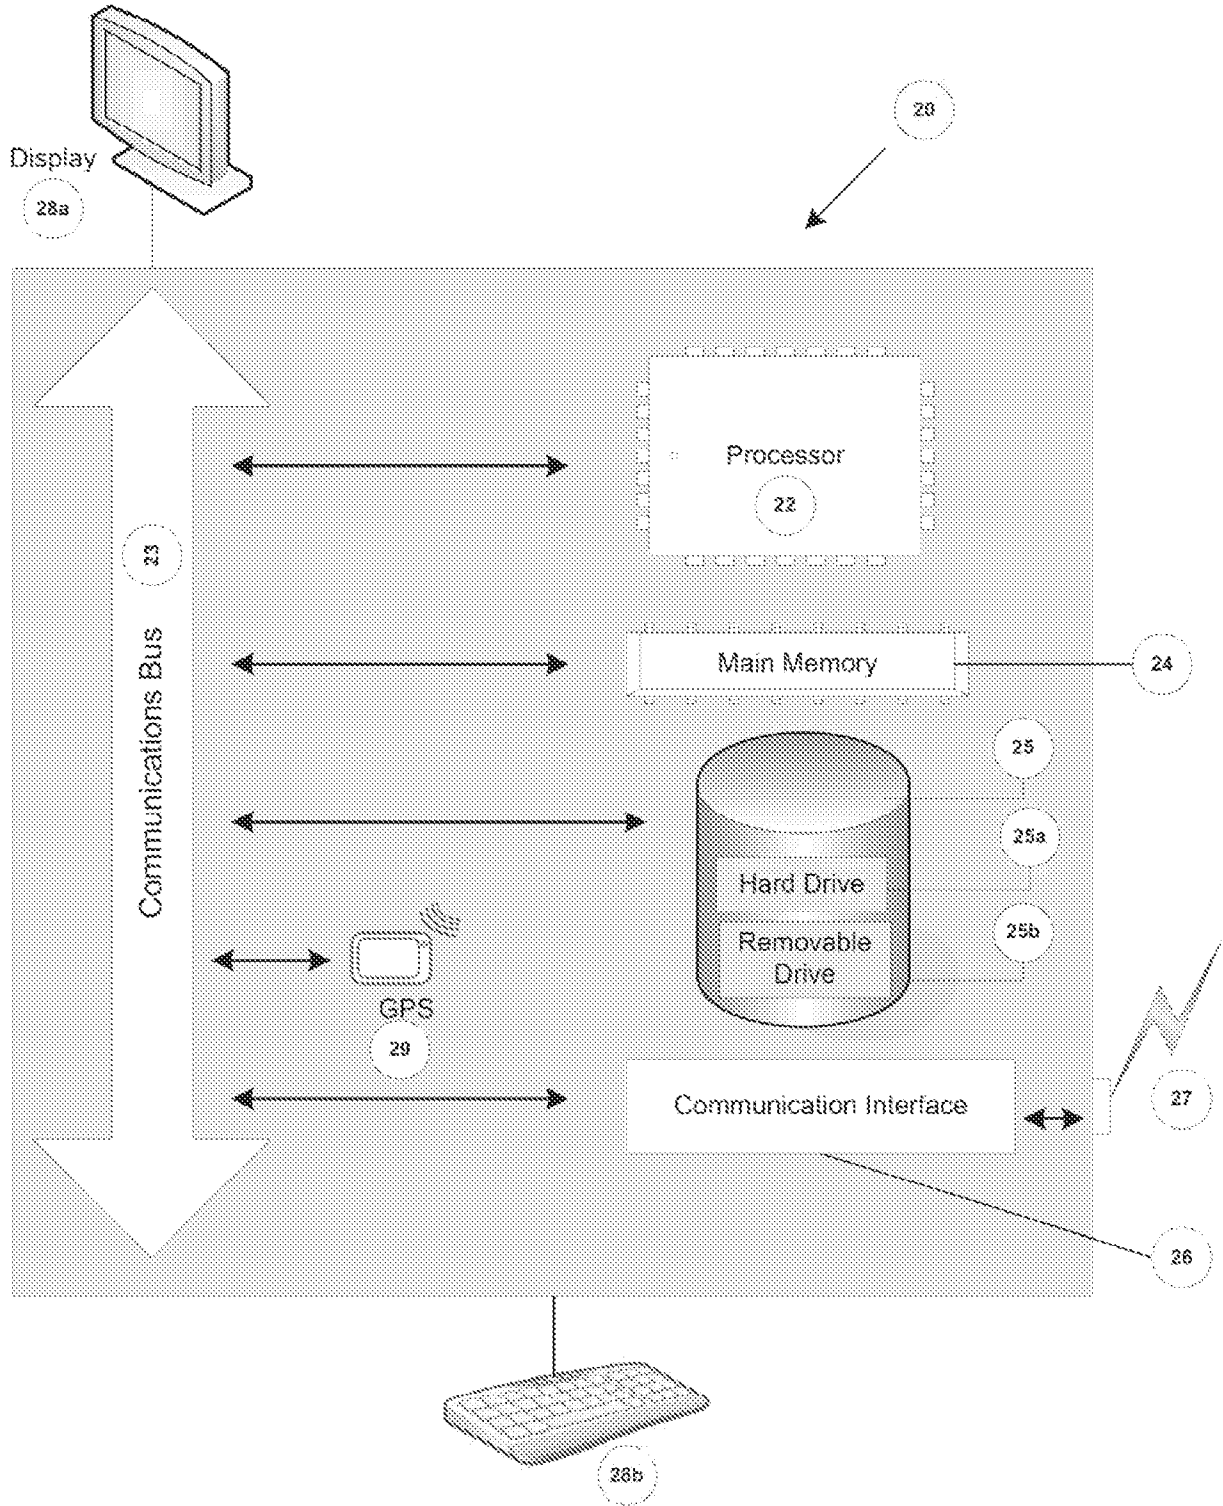 20
Display
28a
Processor
22
23
Communications Bus
Main Memory
24
25
25a
Hard Drive
25b
Removable
Drive
GPS
29
Communication Interface
27
26
28b